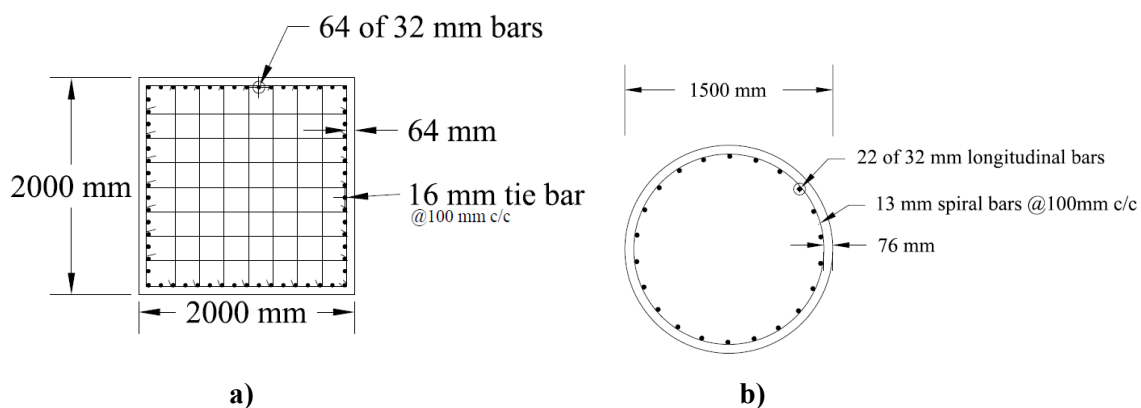 64 of 32 mm bars
64 mm
2000 mm
16 mm tie bar
@100 mm c/c
2000 mm
a)
1500 mm
22 of 32 mm longitudinal bars
13 mm spiral bars @100mm c/c
76 mm
b)